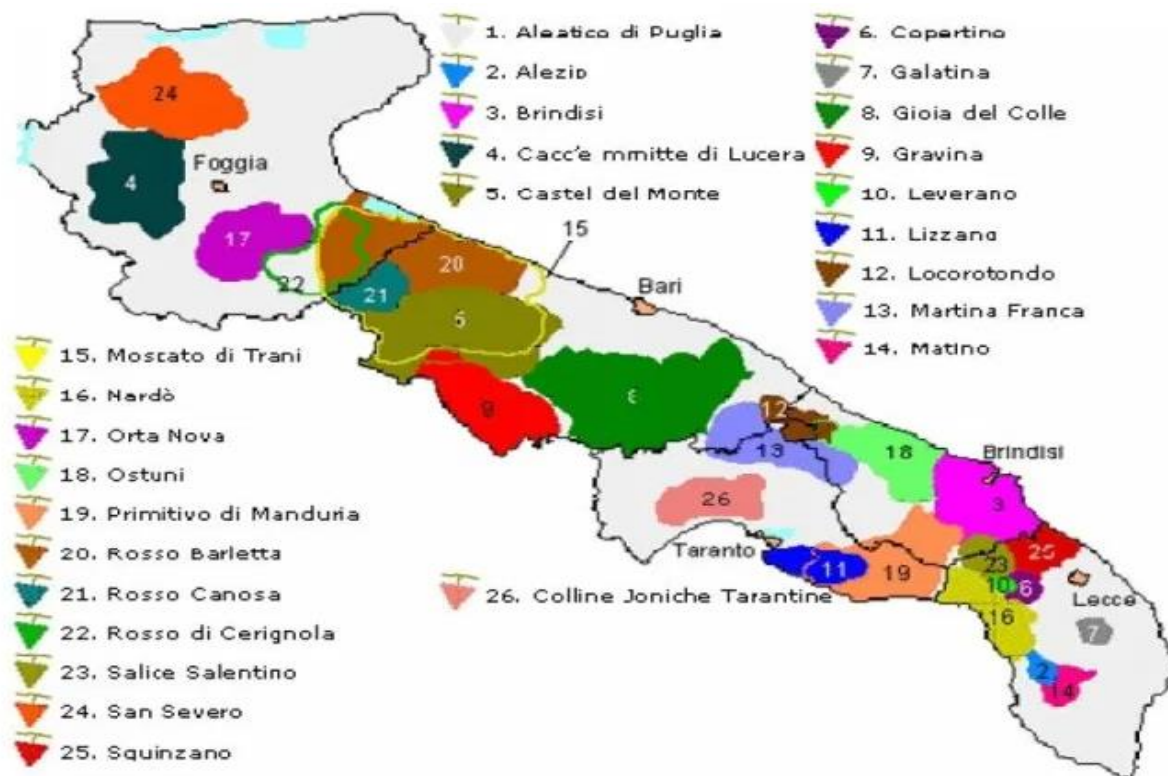 1. Aleatico di Puglia
2. Alezio
3. Brindisi
4. Cacc'e mmitte di Lucera
5. Castel del Monte
6. Copertino
7. Galatina
8. Gioia del Colle
9. Gravina
10. Leverano
11. Lizzano
12. Locorotondo
13. Martina Franca
14. Matino
15. Moscato di Trani
16. Nardò
17. Orta Nova
18. Ostuni
19. Primitivo di Manduria
20. Rosso Barletta
21. Rosso Canosa
22. Rosso di Cerignola
23. Salice Salentino
24. San Severo
25. Squinzano
26. Colline Joniche Tarantine
24
Foggia
4
17
15
20
22
21
Bari
5
8
9
12
13
18
Brindisi
26
3
Taranto
11
19
25
23
10
6
Lecce
16
7
2
14